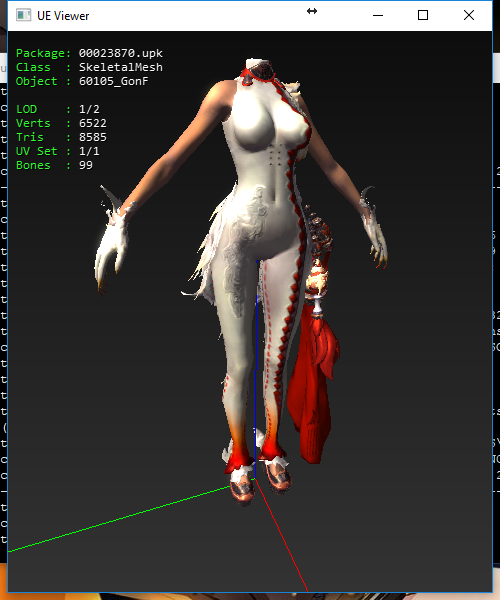 UE Viewer
Package: 00023870.upk
Class : SkeletalMesh
Object : 60105_GonF
LOD : 1/2
Verts : 6522
Tris : 8585
UV Set : 1/1
Bones : 99